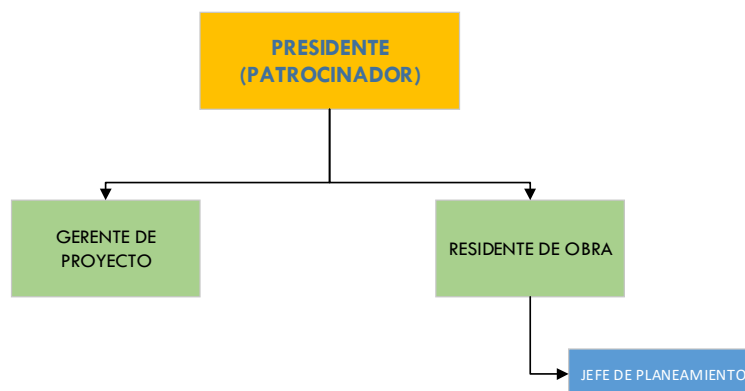 PRESIDENTE
(PATROCINADOR)
GERENTE DE
PROYECTO
RESIDENTE DE OBRA
JEFE DE PLANEAMIENTO